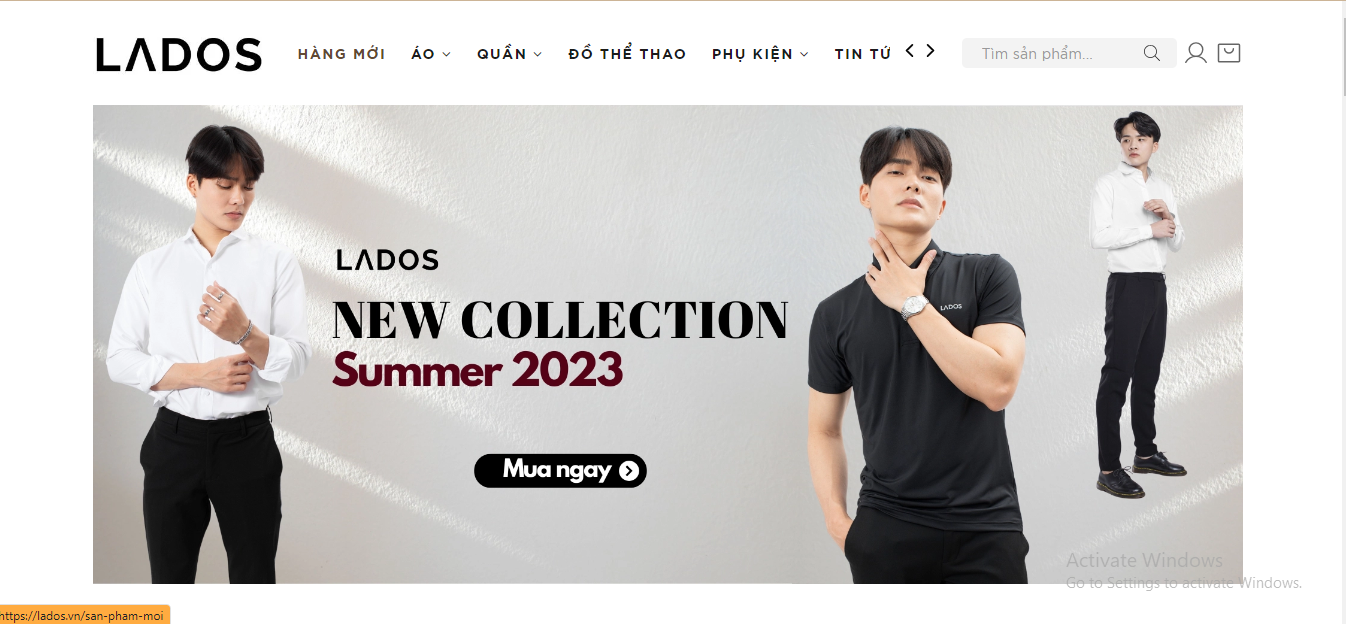 LADOS
HÀNG MỚI ÁO QUẦN ĐỒ THỂ THAO PHỤ KIỆN TIN TỨ
Tìm sản phẩm...
LADOS
NEW COLLECTION
Summer 2023
Mua ngay
LADOS
Activate Windows
Go to Settings to activate Windows.
https://lados.vn/san-pham-moi